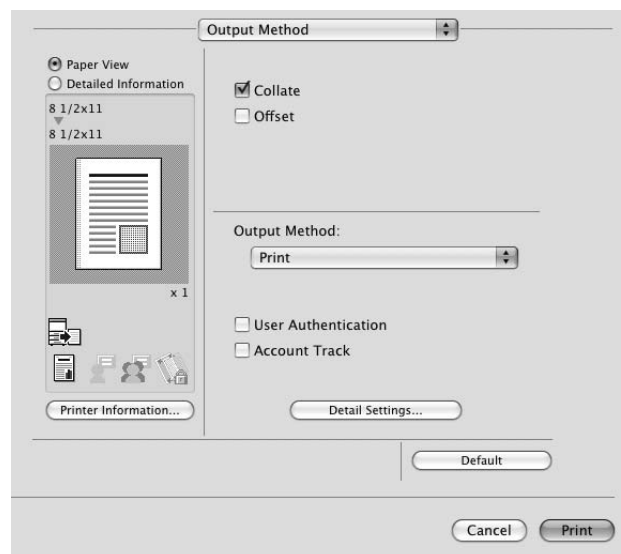 Output Method
Paper View
Detailed Information
8 1/2x11
8 1/2x11
x 1
Printer Information...
Collate
Offset
Output Method:
Print
User Authentication
Account Track
Detail Settings...
Default
Cancel
Print